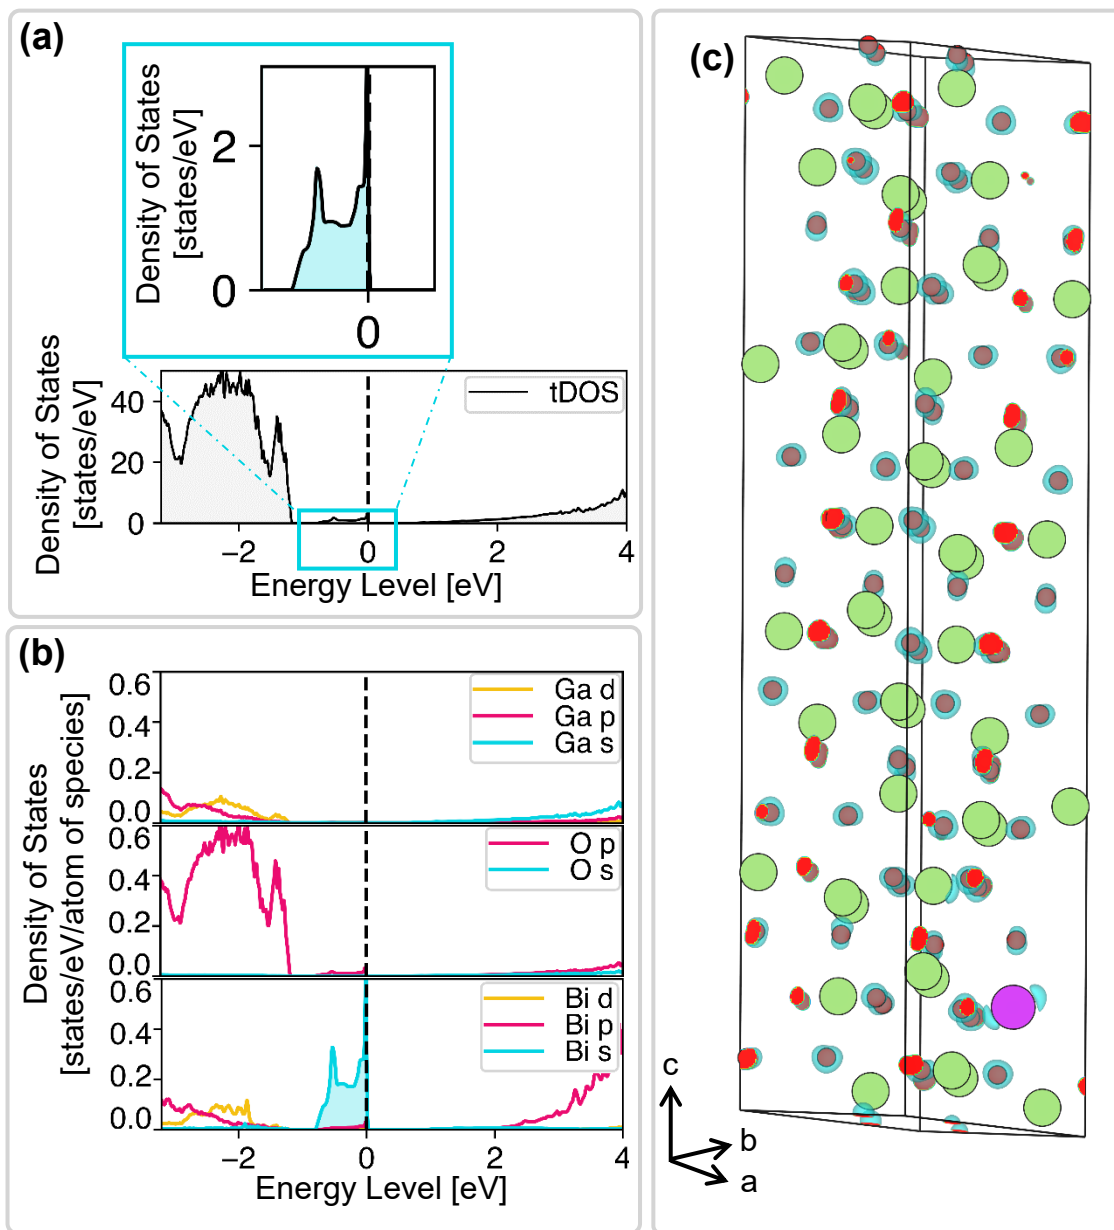 (a)
Density of States
[states/eV]
2
0
0
Density of States
[states/eV]
40
20
0
tDOS
−2
0
2
4
Energy Level [eV]
(b)
Density of States
[states/eV/atom of species]
0.6
0.4
0.2
0.0
Ga d
Ga p
Ga s
0.6
0.4
0.2
0.0
O p
O s
0.6
0.4
0.2
0.0
Bi d
Bi p
Bi s
−2
0
2
4
Energy Level [eV]
(c)
c
b
a